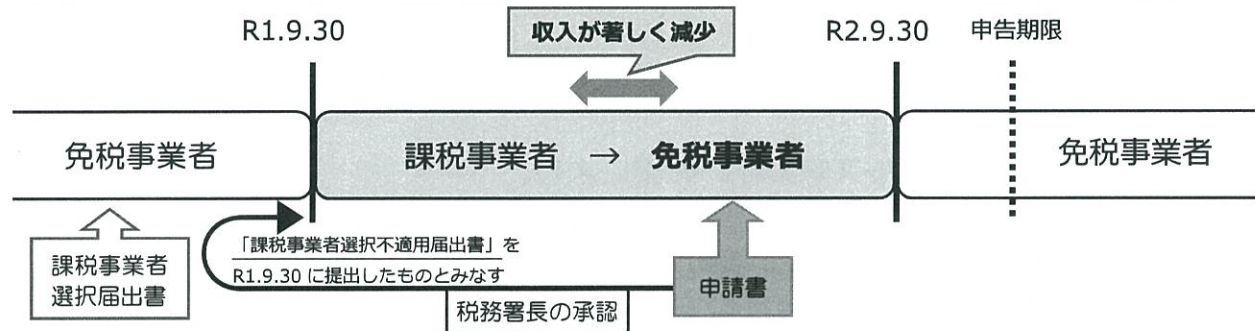 R1.9.30
収入が著しく減少
R2.9.30
申告期限
免税事業者
課税事業者 → 免税事業者
免税事業者
課税事業者
選択届出書
「課税事業者選択不適用届出書」を
R1.9.30 に提出したものとみなす
税務署長の承認
申請書